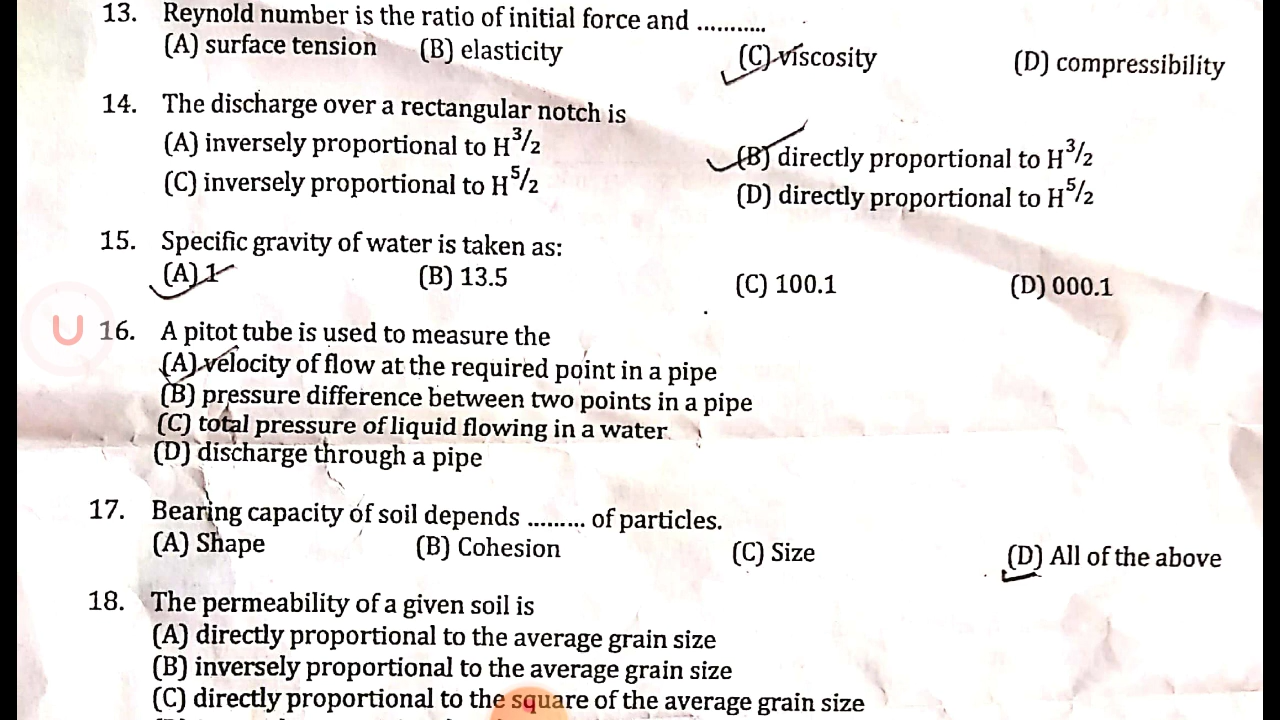 13. Reynold number is the ratio of initial force and ...........
(A) surface tension (B) elasticity (C) viscosity (D) compressibility
14. The discharge over a rectangular notch is
(A) inversely proportional to H^3/2 (B) directly proportional to H^3/2
(C) inversely proportional to H^5/2 (D) directly proportional to H^5/2
15. Specific gravity of water is taken as:
(A) 1 (B) 13.5 (C) 100.1 (D) 000.1
16. A pitot tube is used to measure the
(A) velocity of flow at the required point in a pipe
(B) pressure difference between two points in a pipe
(C) total pressure of liquid flowing in a water
(D) discharge through a pipe
17. Bearing capacity of soil depends ......... of particles.
(A) Shape (B) Cohesion (C) Size (D) All of the above
18. The permeability of a given soil is
(A) directly proportional to the average grain size
(B) inversely proportional to the average grain size
(C) directly proportional to the square of the average grain size